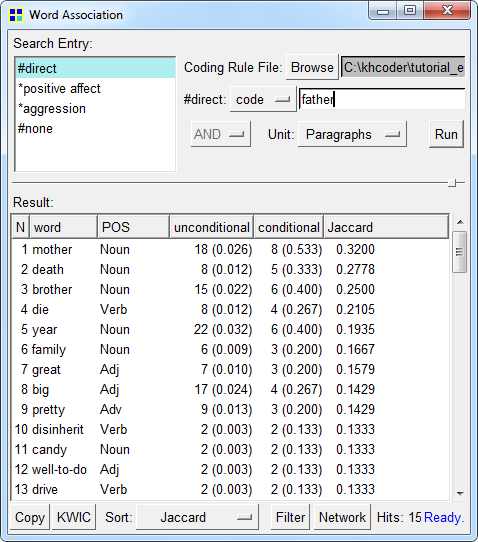 Word Association
Search Entry:
#direct
*positive affect
*aggression
#none
Coding Rule File: Browse C:\khcoder\tutorial_e
#direct: code father
AND Unit: Paragraphs Run
Result:
N word POS unconditional conditional Jaccard
1 mother Noun 18 (0.026) 8 (0.533) 0.3200
2 death Noun 8 (0.012) 5 (0.333) 0.2778
3 brother Noun 15 (0.022) 6 (0.400) 0.2500
4 die Verb 8 (0.012) 4 (0.267) 0.2105
5 year Noun 22 (0.032) 6 (0.400) 0.1935
6 family Noun 6 (0.009) 3 (0.200) 0.1667
7 great Adj 7 (0.010) 3 (0.200) 0.1579
8 big Adj 17 (0.024) 4 (0.267) 0.1429
9 pretty Adv 9 (0.013) 3 (0.200) 0.1429
10 disinherit Verb 2 (0.003) 2 (0.133) 0.1333
11 candy Noun 2 (0.003) 2 (0.133) 0.1333
12 well-to-do Adj 2 (0.003) 2 (0.133) 0.1333
13 drive Verb 2 (0.003) 2 (0.133) 0.1333
Copy KWIC Sort: Jaccard Filter Network Hits: 15 Ready.